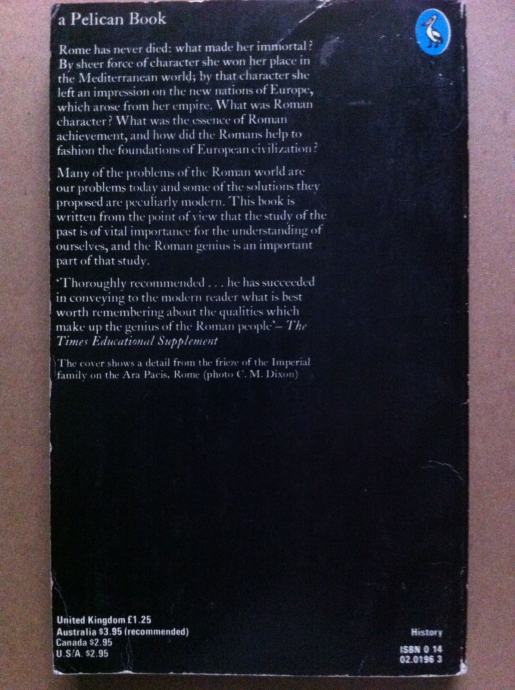 a Pelican Book
Rome has never died: what made her immortal?
By sheer force of character she won her place in
the Mediterranean world; by that character she
left an impression on the new nations of Europe,
which arose from her empire. What was Roman
character? What was the essence of Roman
achievement, and how did the Romans help to
fashion the foundations of European civilization?
Many of the problems of the Roman world are
our problems today and some of the solutions they
proposed are peculiarly modern. This book is
written from the point of view that the study of the
past is of vital importance for the understanding of
ourselves, and the Roman genius is an important
part of that study.
'Thoroughly recommended . . . he has succeeded
in conveying to the modern reader what is best
worth remembering about the qualities which
make up the genius of the Roman people' – The
Times Educational Supplement
The cover shows a detail from the frieze of the Imperial
family on the Ara Pacis, Rome (photo C. M. Dixon)
United Kingdom £1.25
Australia $3.95 (recommended)
Canada $2.95
U.S.A. $2.95
History
ISBN 0 14
02.0196 3